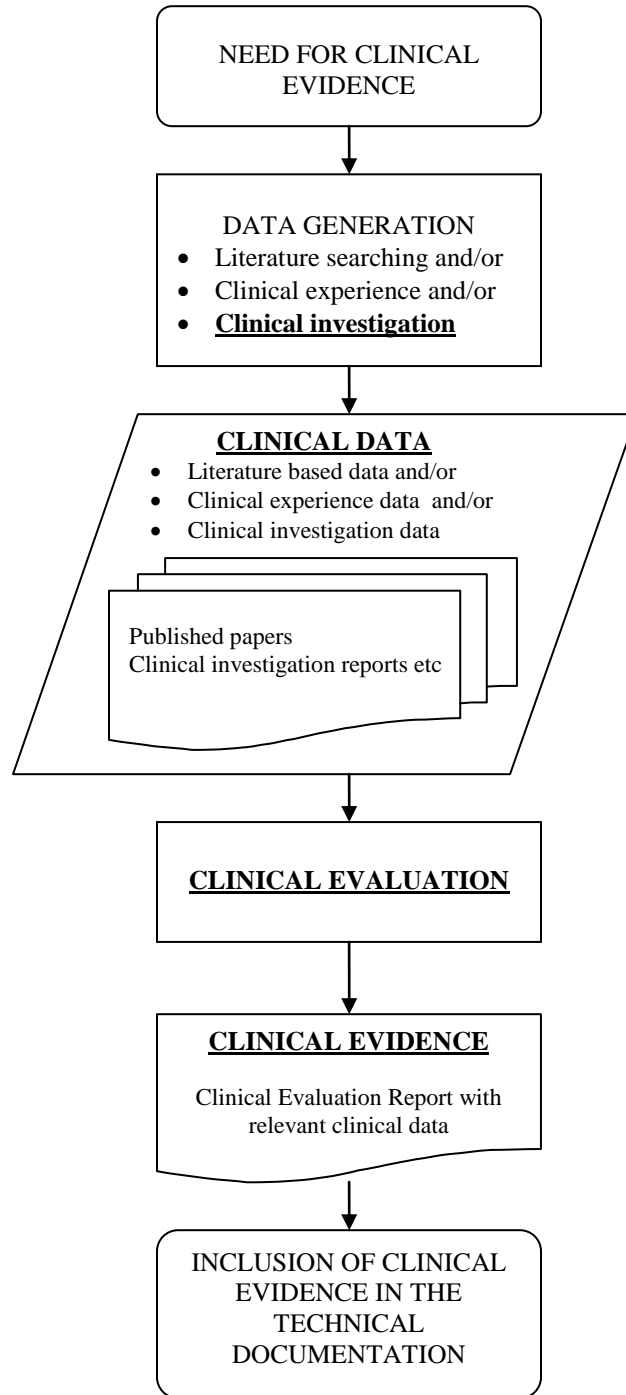 NEED FOR CLINICAL
EVIDENCE
DATA GENERATION
• Literature searching and/or
• Clinical experience and/or
• Clinical investigation
CLINICAL DATA
• Literature based data and/or
• Clinical experience data and/or
• Clinical investigation data
Published papers
Clinical investigation reports etc
CLINICAL EVALUATION
CLINICAL EVIDENCE
Clinical Evaluation Report with
relevant clinical data
INCLUSION OF CLINICAL
EVIDENCE IN THE
TECHNICAL
DOCUMENTATION